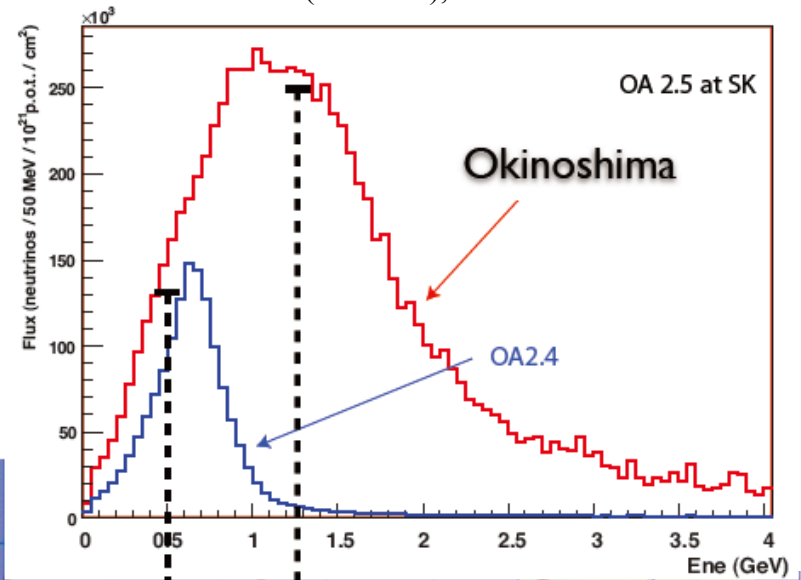 ×10³
Flux (neutrinos / 50 MeV / 10²¹p.o.t. / cm²)
250
200
150
100
50
0
OA 2.5 at SK
Okinoshima
OA2.4
0 0.5 1 1.5 2 2.5 3 3.5 4
Ene (GeV)